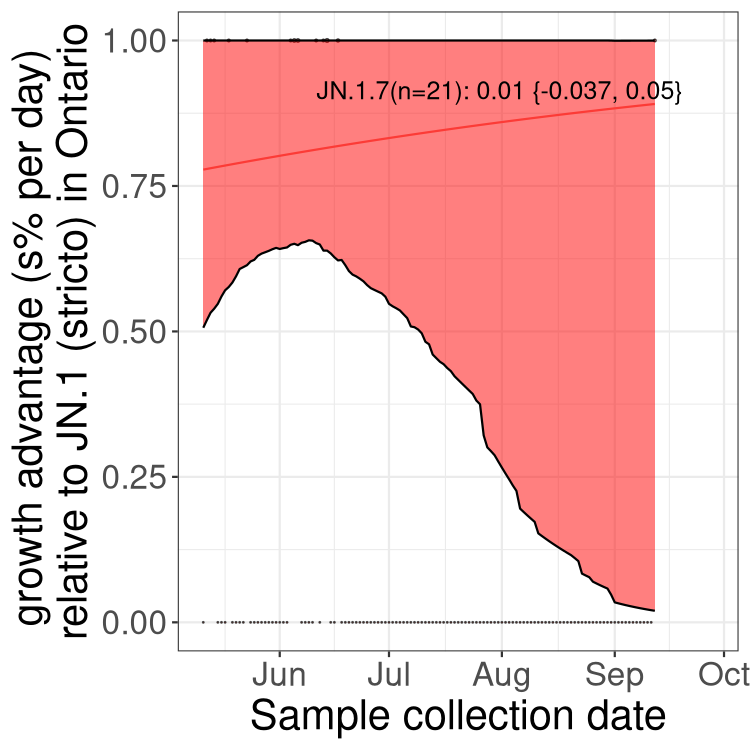 growth advantage (s% per day)
relative to JN.1 (stricto) in Ontario
1.00
0.75
0.50
0.25
0.00
JN.1.7(n=21): 0.01 {-0.037, 0.05}
Jun Jul Aug Sep Oct
Sample collection date